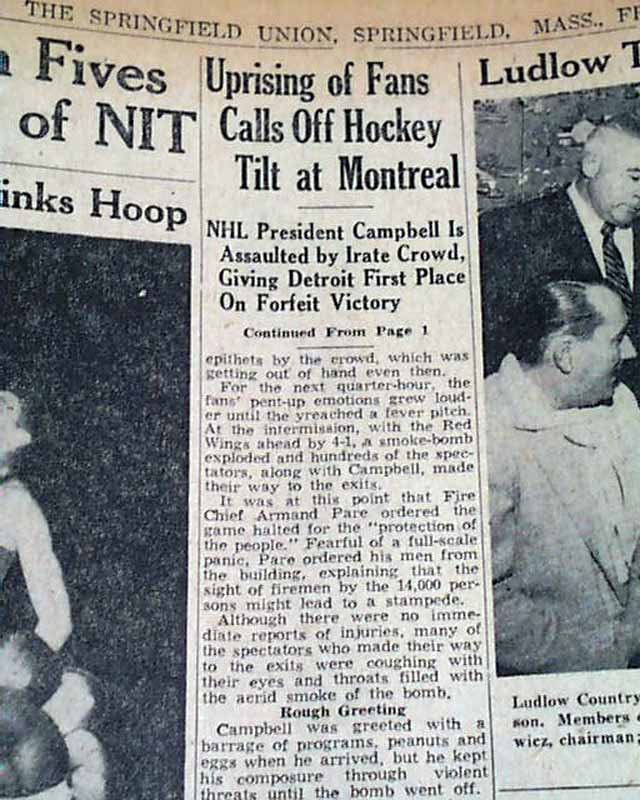 THE SPRINGFIELD UNION, SPRINGFIELD, MASS.,
Fives
of NIT
inks Hoop
Uprising of Fans
Calls Off Hockey
Tilt at Montreal
NHL President Campbell Is
Assaulted by Irate Crowd,
Giving Detroit First Place
On Forfeit Victory
Continued From Page 1
epithets by the crowd, which was
getting out of hand even then.
For the next quarter-hour, the
fans' pent-up emotions grew loud-
er until the yreached a fever pitch.
At the intermission, with the Red
Wings ahead by 4-1, a smoke-bomb
exploded and hundreds of the spec-
tators, along with Campbell, made
their way to the exits.
It was at this point that Fire
Chief Armand Pare ordered the
game halted for the "protection of
the people." Fearful of a full-scale
panic, Pare ordered his men from
the building, explaining that the
sight of firemen by the 14,000 per-
sons might lead to a stampede.
Although there were no imme-
diate reports of injuries, many of
the spectators who made their way
to the exits were coughing with
their eyes and throats filled with
the acrid smoke of the bomb.
Rough Greeting
Campbell was greeted with a
barrage of programs, peanuts and
eggs when he arrived, but he kept
his composure through violent
threats until the bomb went off.
Ludlow T
Ludlow Country
son. Members
wicz, chairman;